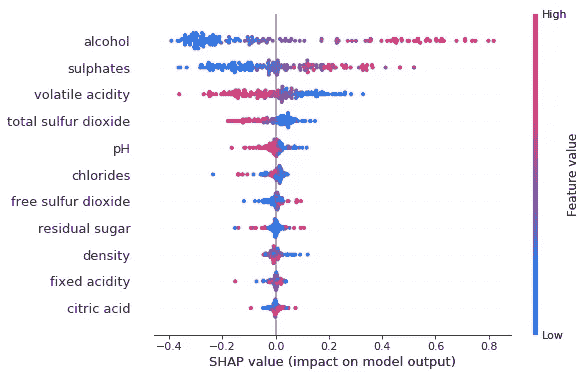 High
alcohol
sulphates
volatile acidity
total sulfur dioxide
pH
chlorides
free sulfur dioxide
residual sugar
density
fixed acidity
citric acid
Feature value
Low
−0.4 −0.2 0.0 0.2 0.4 0.6 0.8
SHAP value (impact on model output)